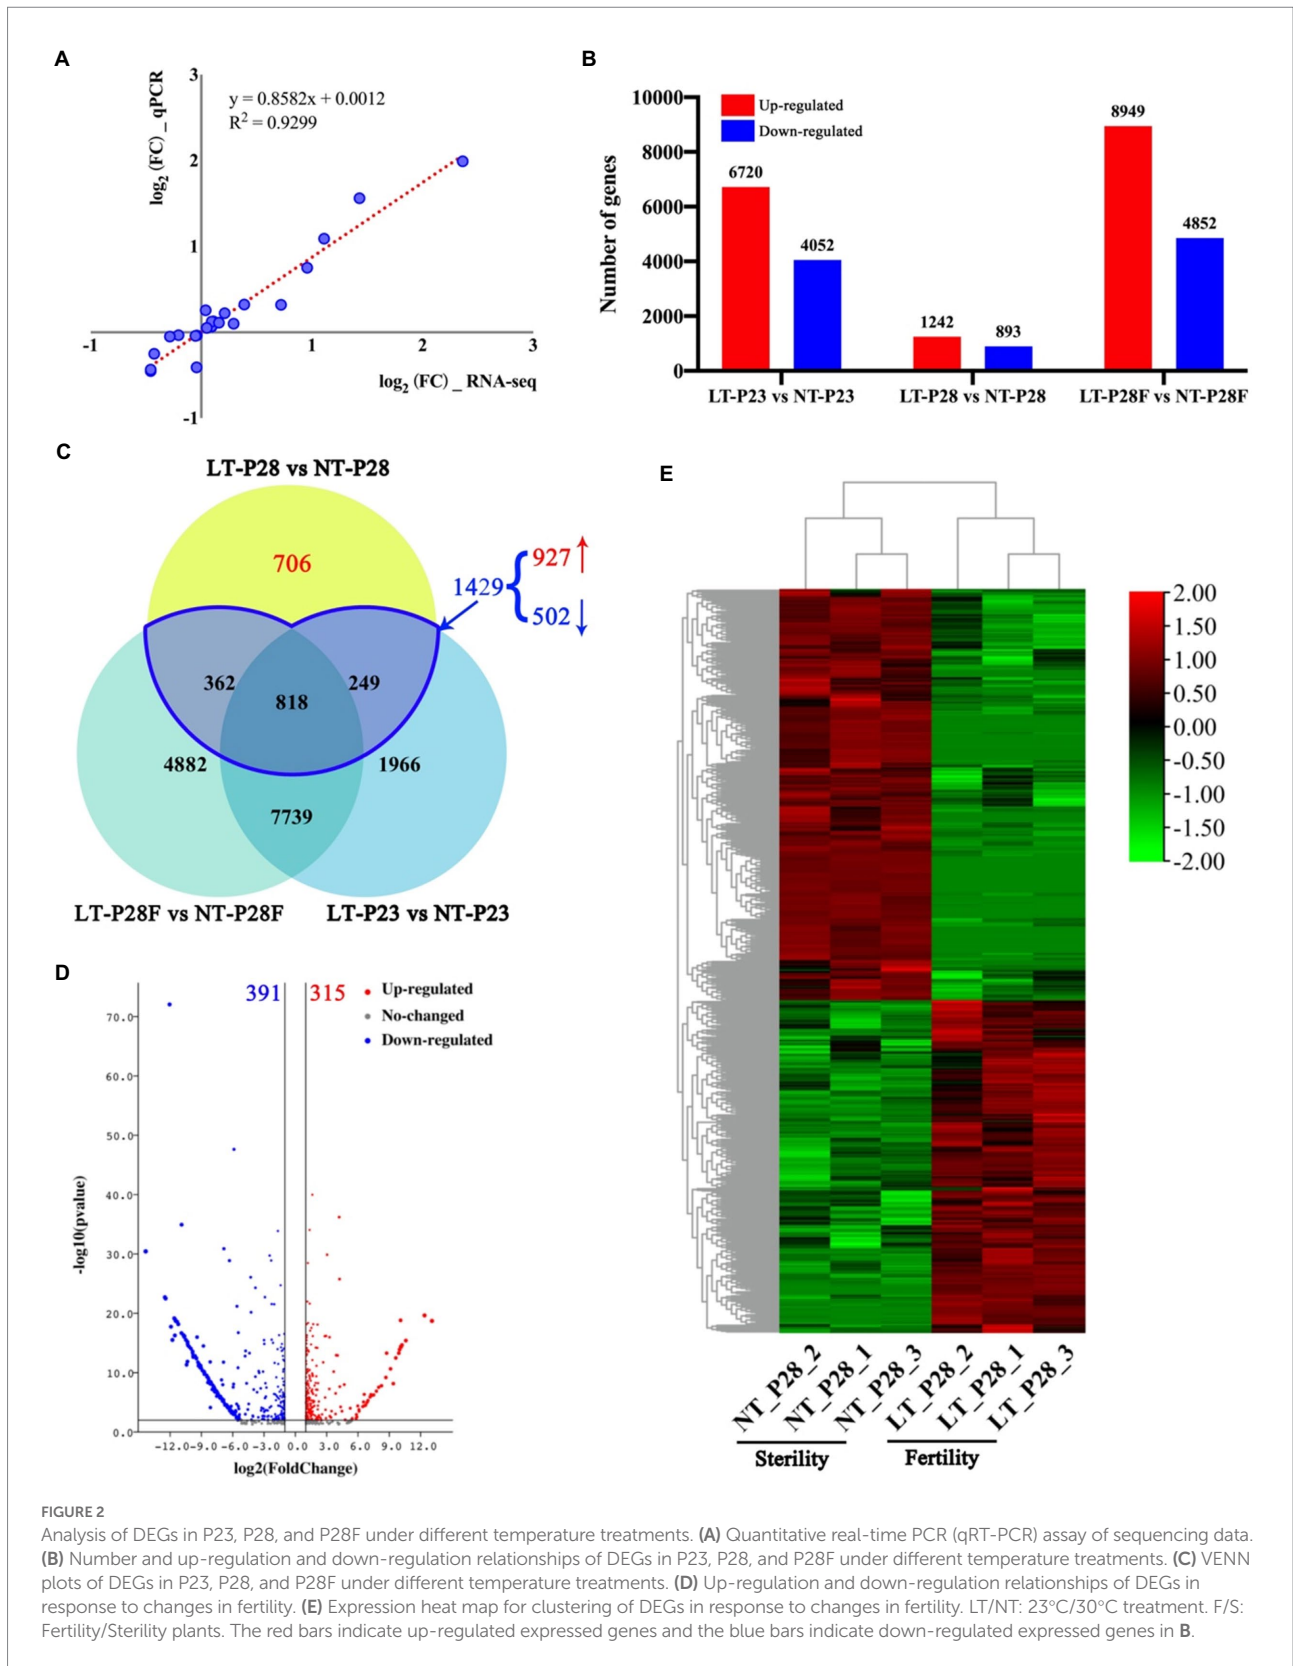 A
3
2
1
-1
-1
1
2
3
log2 (FC)_ qPCR
y = 0.8582x + 0.0012
R2 = 0.9299
log2 (FC)_ RNA-seq
B
Number of genes
10000
8000
6000
4000
2000
0
Up-regulated
Down-regulated
6720
4052
1242
893
8949
4852
LT-P23 vs NT-P23
LT-P28 vs NT-P28
LT-P28F vs NT-P28F
C
LT-P28 vs NT-P28
706
1429
927
502
362
249
818
4882
1966
7739
LT-P28F vs NT-P28F
LT-P23 vs NT-P23
D
391
315
Up-regulated
No-changed
Down-regulated
-log10(pvalue)
70.0
60.0
50.0
40.0
30.0
20.0
10.0
0.0
-12.0 -9.0 -6.0 -3.0 0.0 3.0 6.0 9.0 12.0
log2(FoldChange)
E
2.00
1.50
1.00
0.50
0.00
-0.50
-1.00
-1.50
-2.00
NT_P28_2
NT_P28_1
NT_P28_3
LT_P28_2
LT_P28_1
LT_P28_3
Sterility
Fertility
FIGURE 2
Analysis of DEGs in P23, P28, and P28F under different temperature treatments. (A) Quantitative real-time PCR (qRT-PCR) assay of sequencing data.
(B) Number and up-regulation and down-regulation relationships of DEGs in P23, P28, and P28F under different temperature treatments. (C) VENN
plots of DEGs in P23, P28, and P28F under different temperature treatments. (D) Up-regulation and down-regulation relationships of DEGs in
response to changes in fertility. (E) Expression heat map for clustering of DEGs in response to changes in fertility. LT/NT: 23°C/30°C treatment. F/S:
Fertility/Sterility plants. The red bars indicate up-regulated expressed genes and the blue bars indicate down-regulated expressed genes in B.